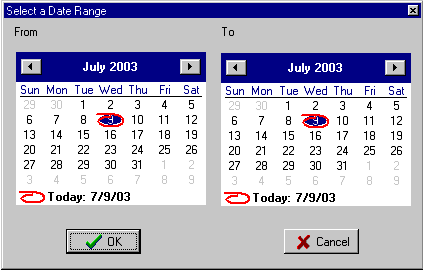 Select a Date Range
From To
July 2003 July 2003
Sun Mon Tue Wed Thu Fri Sat Sun Mon Tue Wed Thu Fri Sat
29 30 1 2 3 4 5 29 30 1 2 3 4 5
6 7 8 9 10 11 12 6 7 8 9 10 11 12
13 14 15 16 17 18 19 13 14 15 16 17 18 19
20 21 22 23 24 25 26 20 21 22 23 24 25 26
27 28 29 30 31 1 2 27 28 29 30 31 1 2
3 4 5 6 7 8 9 3 4 5 6 7 8 9
Today: 7/9/03 Today: 7/9/03
OK Cancel